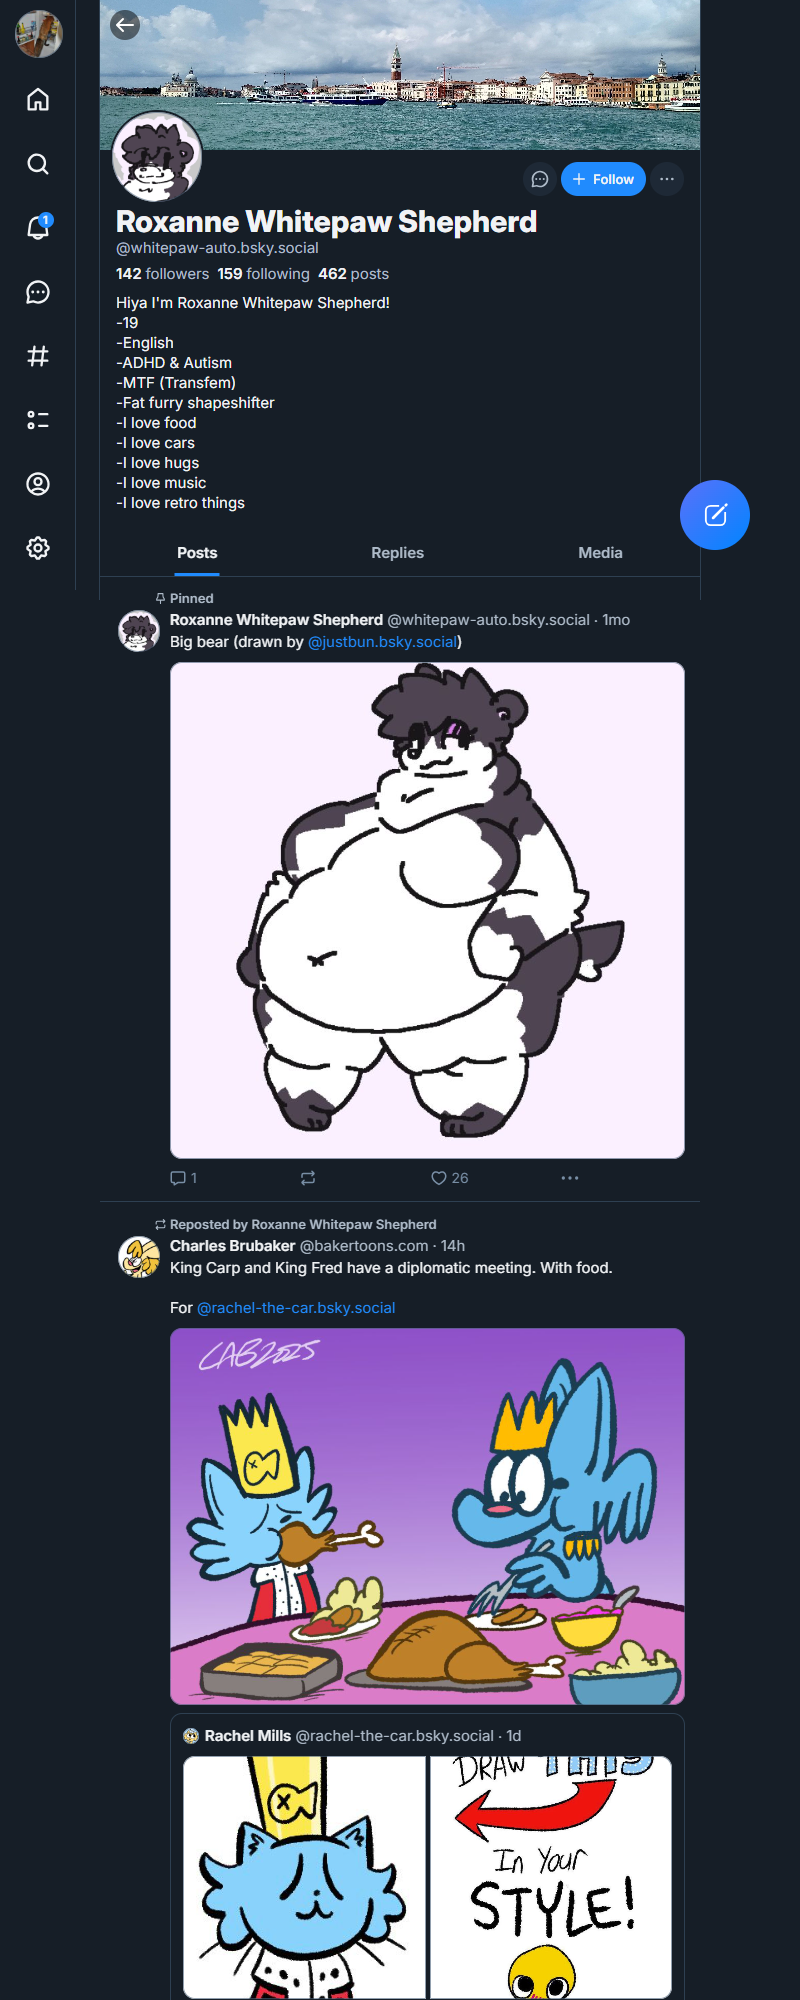 1
+ Follow
Roxanne Whitepaw Shepherd
@whitepaw-auto.bsky.social
142 followers 159 following 462 posts
Hiya I'm Roxanne Whitepaw Shepherd!
-19
-English
-ADHD & Autism
-MTF (Transfem)
-Fat furry shapeshifter
-I love food
-I love cars
-I love hugs
-I love music
-I love retro things
Posts Replies Media
Pinned
Roxanne Whitepaw Shepherd @whitepaw-auto.bsky.social · 1mo
Big bear (drawn by @justbun.bsky.social)
1 26
Reposted by Roxanne Whitepaw Shepherd
Charles Brubaker @bakertoons.com · 14h
King Carp and King Fred have a diplomatic meeting. With food.
For @rachel-the-car.bsky.social
CAB2025
Rachel Mills @rachel-the-car.bsky.social · 1d
DRAW THIS
In Your
STYLE!